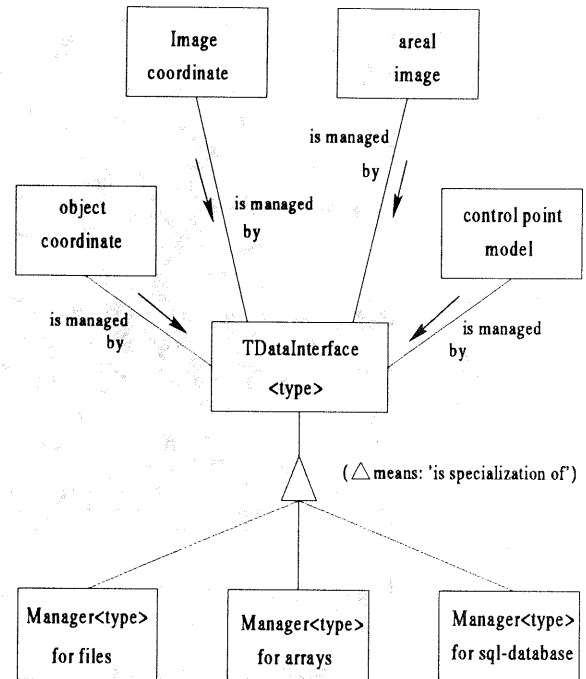 Image
coordinate
areal
image
is managed
by
is managed
by
object
coordinate
control point
model
is managed
by
is managed
by
TDataInterface
<type>
( △ means: 'is specialization of')
Manager<type>
for files
Manager<type>
for arrays
Manager<type>
for sql-database